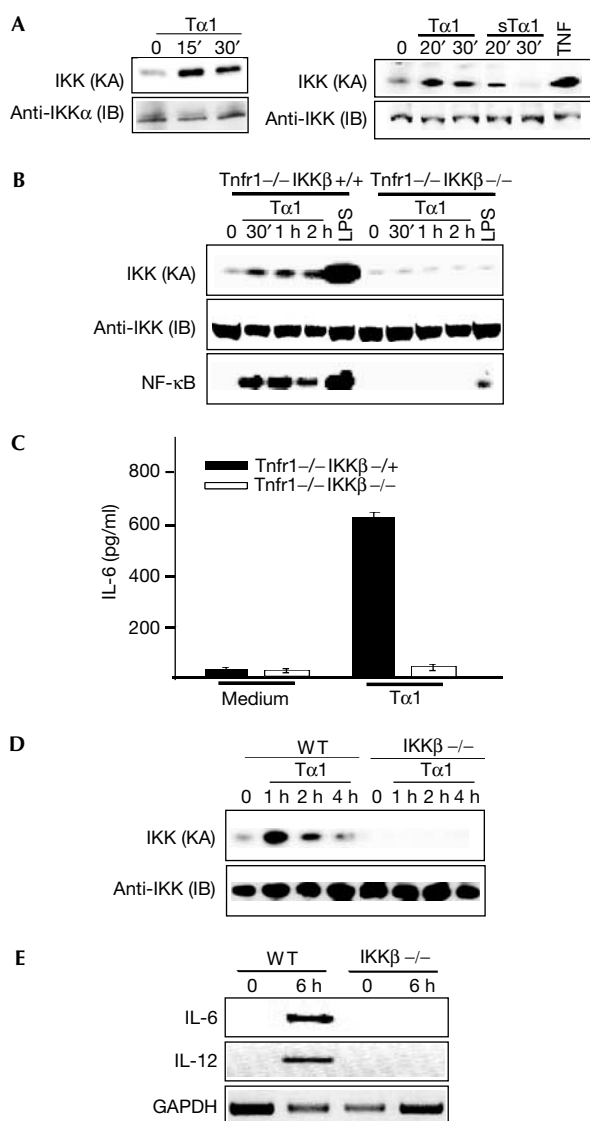 A
Tα1
0 15′ 30′
IKK (KA)
Anti-IKKα (IB)
Tα1 sTα1 TNF
0 20′ 30′ 20′ 30′
IKK (KA)
Anti-IKK (IB)
B
Tnfr1−/−IKKβ+/+ Tnfr1−/−IKKβ−/−
Tα1 Tα1
0 30′ 1 h 2 h LPS 0 30′ 1 h 2 h LPS
IKK (KA)
Anti-IKK (IB)
NF-κB
C
Tnfr1−/−IKKβ−/+
Tnfr1−/−IKKβ−/−
800
600
400
200
IL-6 (pg/ml)
Medium Tα1
D
WT IKKβ −/−
Tα1 Tα1
0 1 h 2 h 4 h 0 1 h 2 h 4 h
IKK (KA)
Anti-IKK (IB)
E
WT IKKβ −/−
0 6 h 0 6 h
IL-6
IL-12
GAPDH